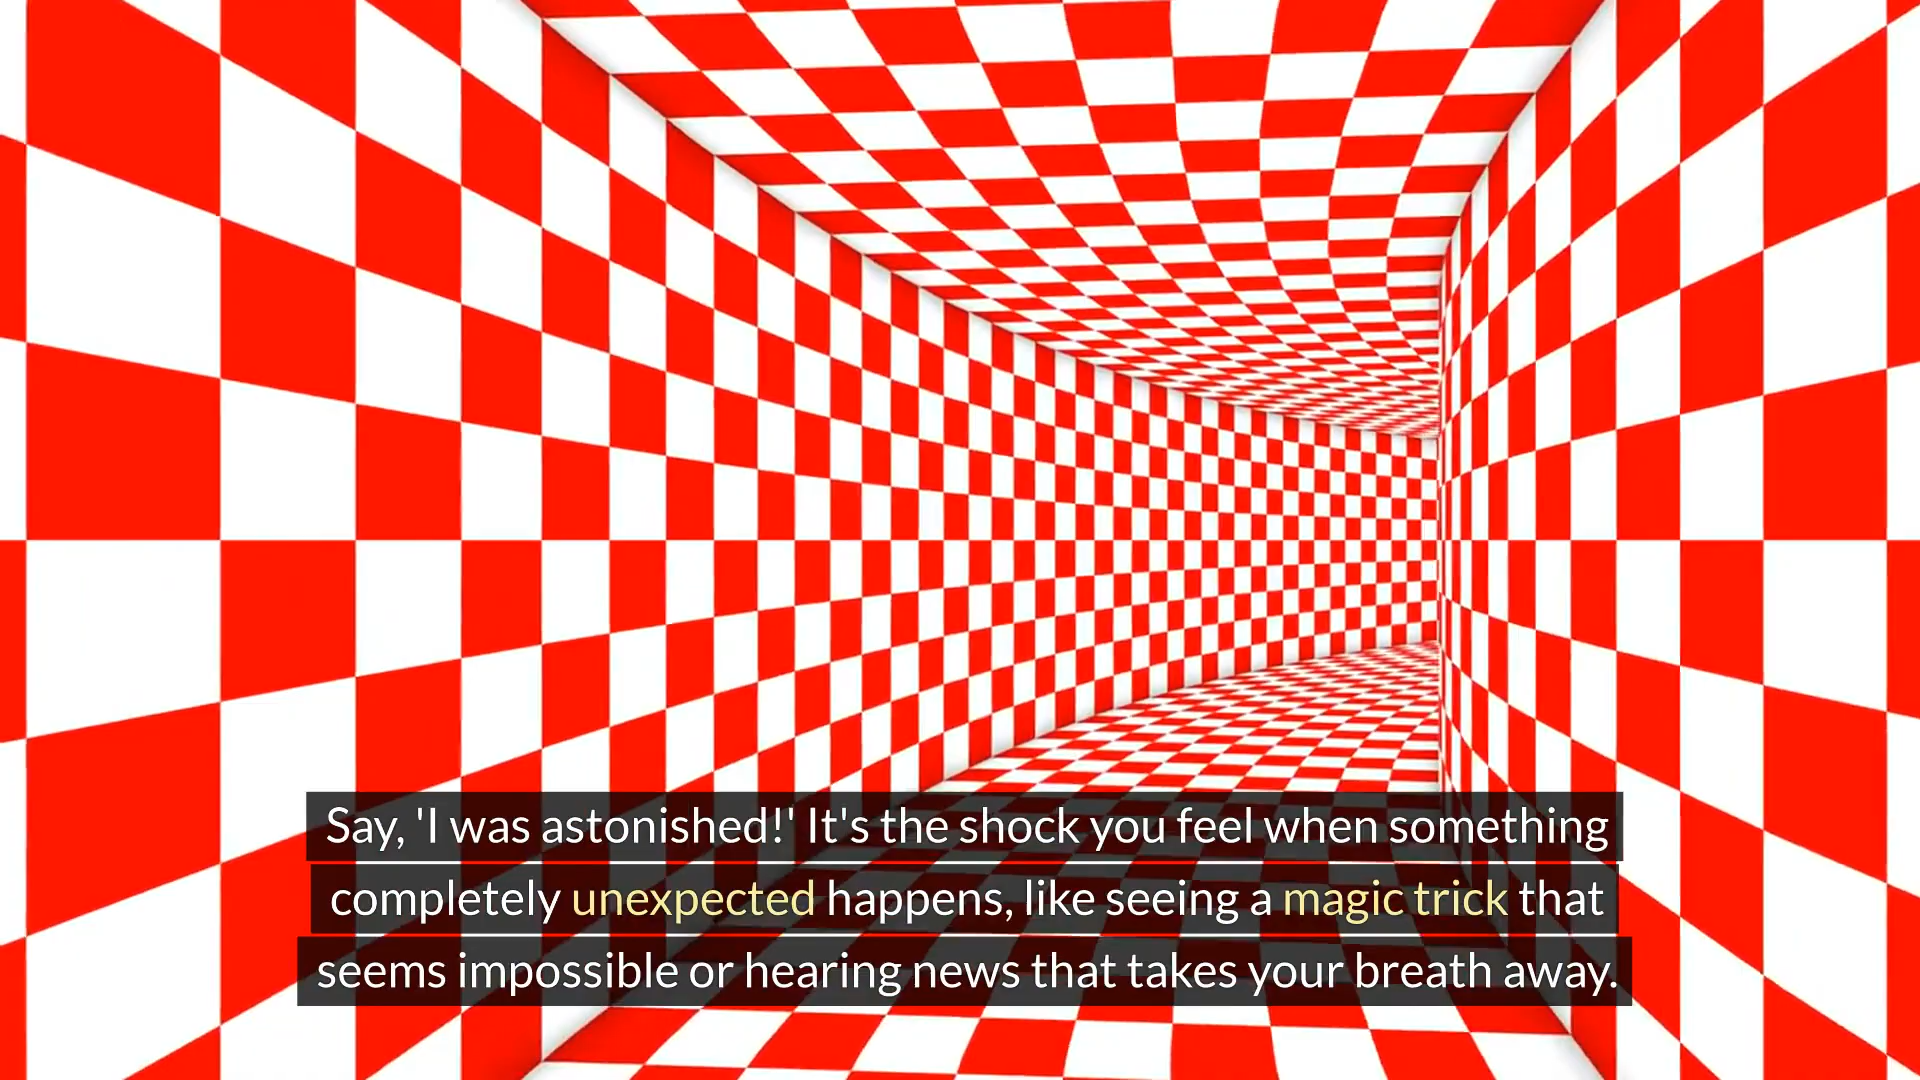 Say, 'I was astonished!' It's the shock you feel when something
completely unexpected happens, like seeing a magic trick that
seems impossible or hearing news that takes your breath away.